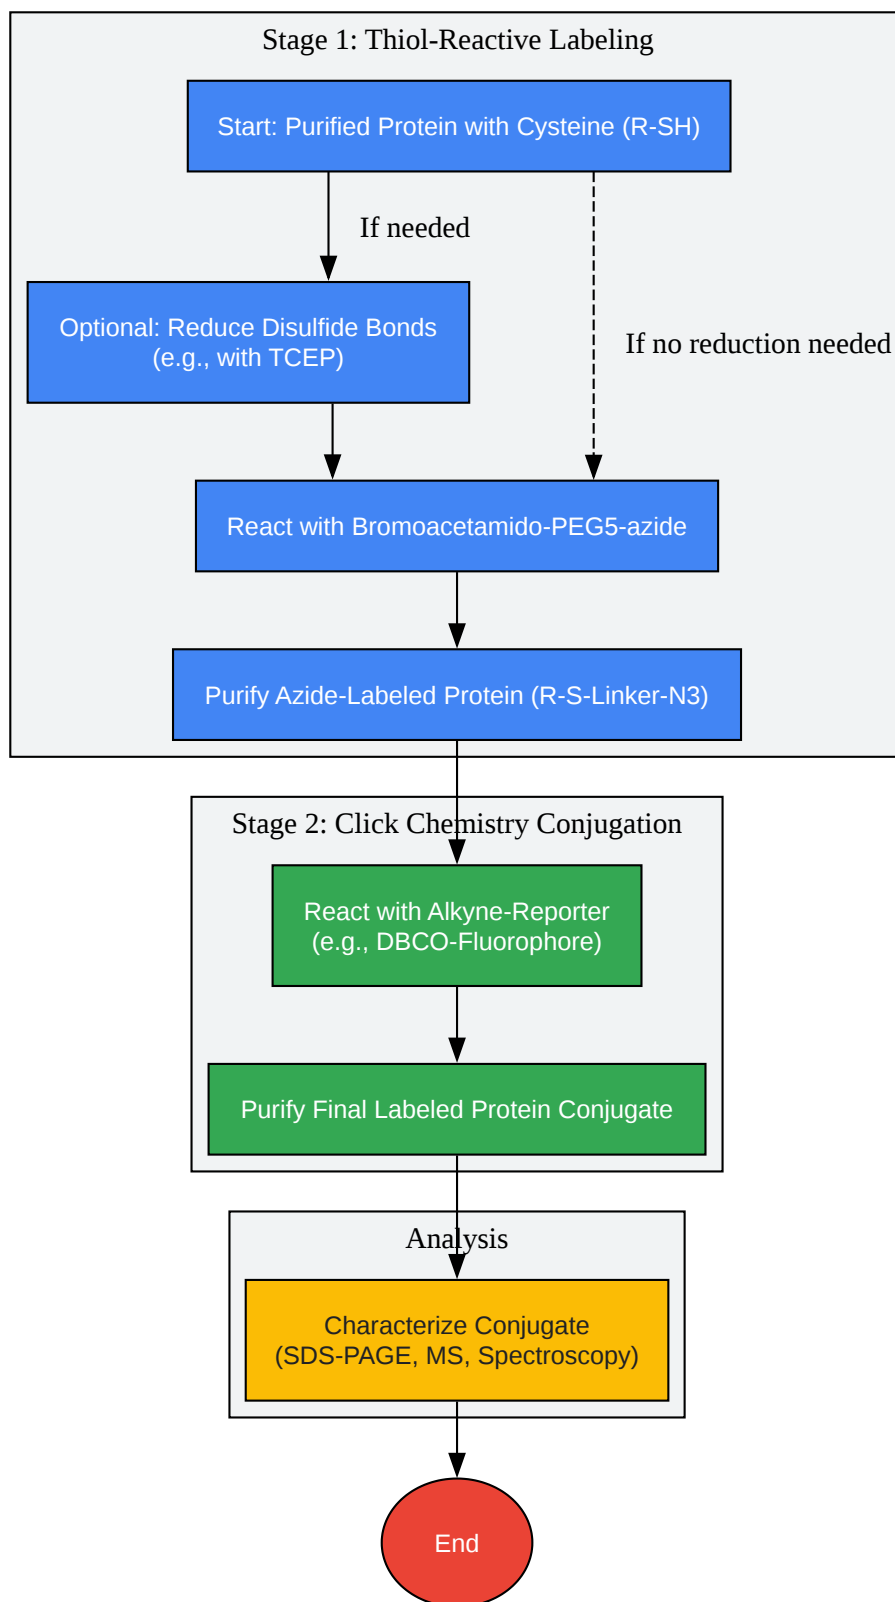 Stage 1: Thiol-Reactive Labeling
Start: Purified Protein with Cysteine (R-SH)
If needed
Optional: Reduce Disulfide Bonds
(e.g., with TCEP)
If no reduction needed
React with Bromoacetamido-PEG5-azide
Purify Azide-Labeled Protein (R-S-Linker-N3)
Stage 2: Click Chemistry Conjugation
React with Alkyne-Reporter
(e.g., DBCO-Fluorophore)
Purify Final Labeled Protein Conjugate
Analysis
Characterize Conjugate
(SDS-PAGE, MS, Spectroscopy)
End